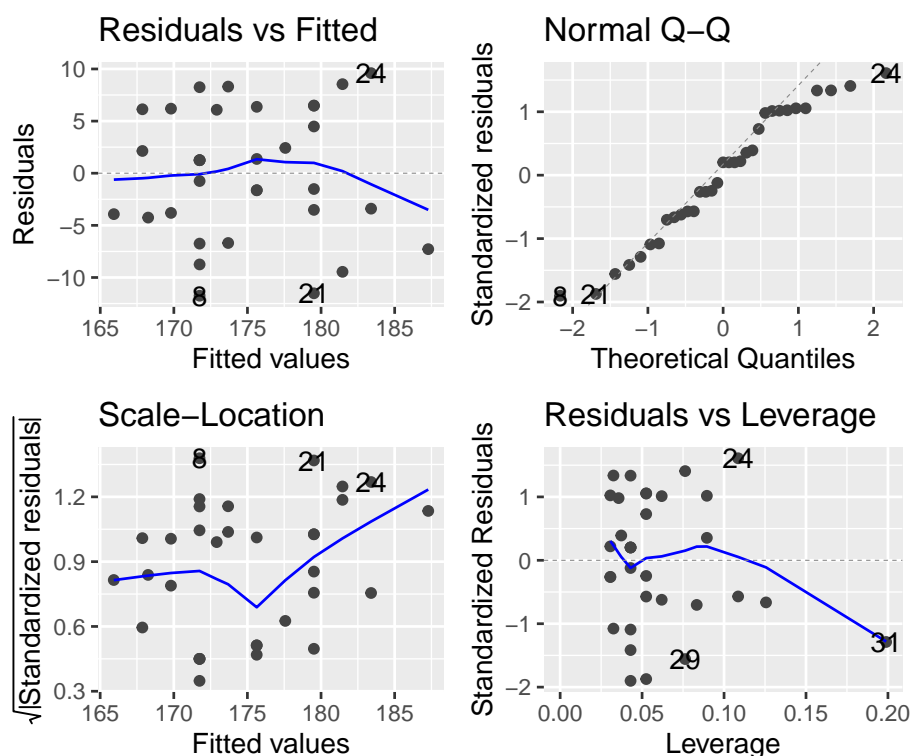 Residuals vs Fitted
Residuals
10
5
0
−5
−10
24
8
21
165 170 175 180 185
Fitted values
Normal Q−Q
Standardized residuals
1
0
−1
−2
24
8
21
−2 −1 0 1 2
Theoretical Quantiles
Scale−Location
√|Standardized residuals|
1.2
0.9
0.6
0.3
8
21
24
165 170 175 180 185
Fitted values
Residuals vs Leverage
Standardized Residuals
1
0
−1
−2
24
29
31
0.00 0.05 0.10 0.15 0.20
Leverage